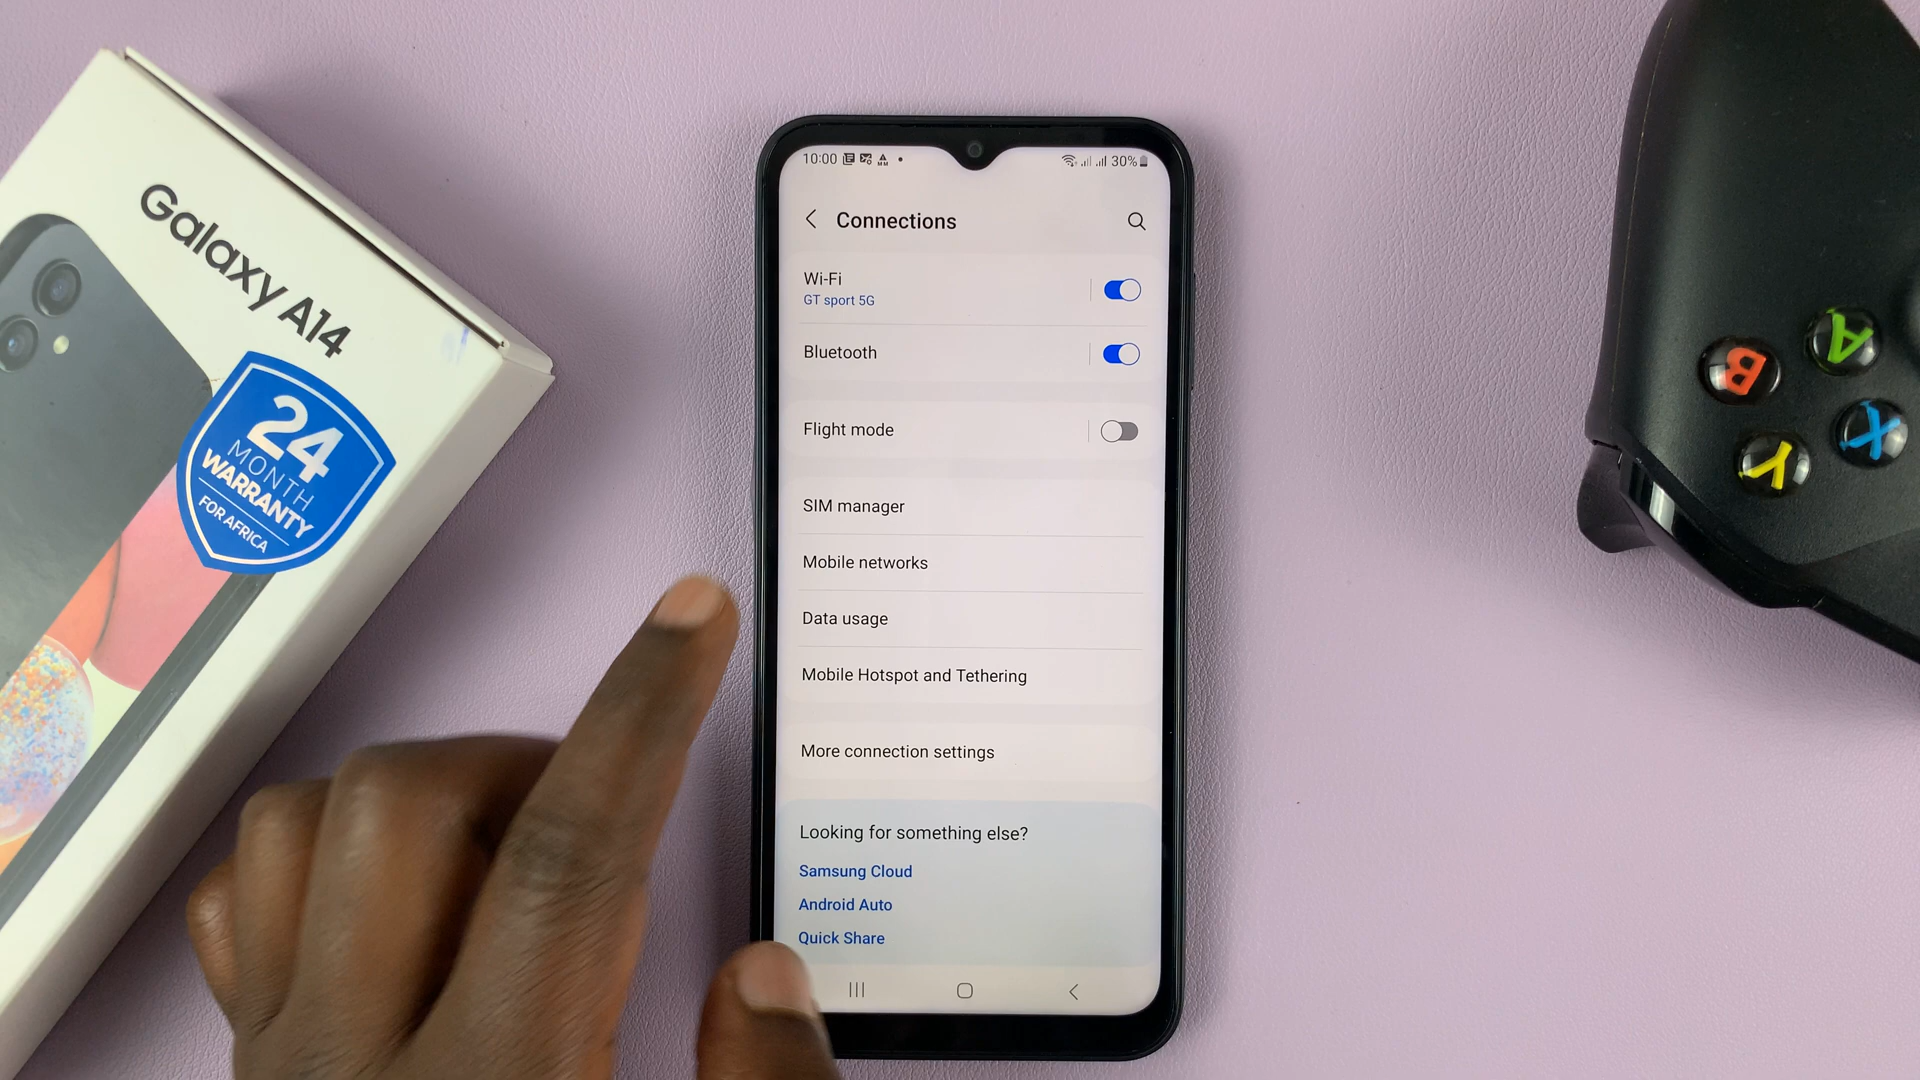 Galaxy A14
24
MONTH
WARRANTY
FOR AFRICA
10:00
30%
Connections
Wi-Fi
GT sport 5G
Bluetooth
Flight mode
SIM manager
Mobile networks
Data usage
Mobile Hotspot and Tethering
More connection settings
Looking for something else?
Samsung Cloud
Android Auto
Quick Share
A
B
X
Y